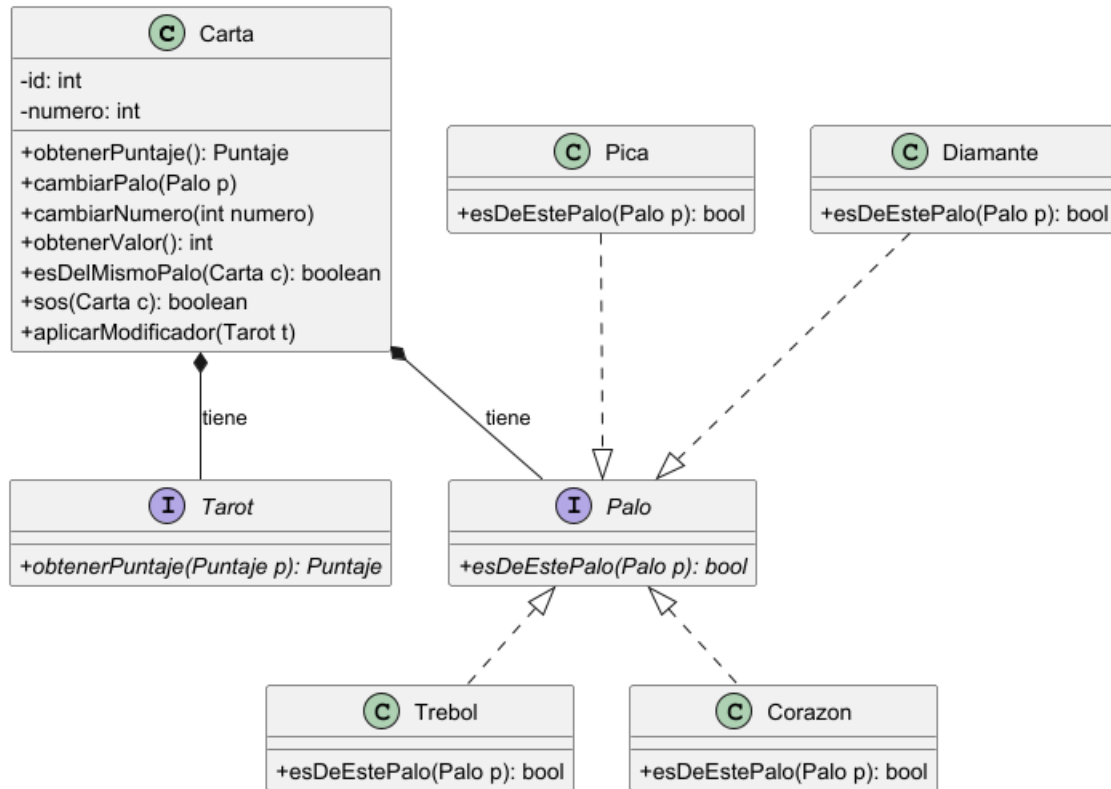 C Carta
-id: int
-numero: int
+obtenerPuntaje(): Puntaje
+cambiarPalo(Palo p)
+cambiarNumero(int numero)
+obtenerValor(): int
+esDelMismoPalo(Carta c): boolean
+sos(Carta c): boolean
+aplicarModificador(Tarot t)
C Pica
+esDeEstePalo(Palo p): bool
C Diamante
+esDeEstePalo(Palo p): bool
tiene
tiene
I Tarot
+obtenerPuntaje(Puntaje p): Puntaje
I Palo
+esDeEstePalo(Palo p): bool
C Trebol
+esDeEstePalo(Palo p): bool
C Corazon
+esDeEstePalo(Palo p): bool